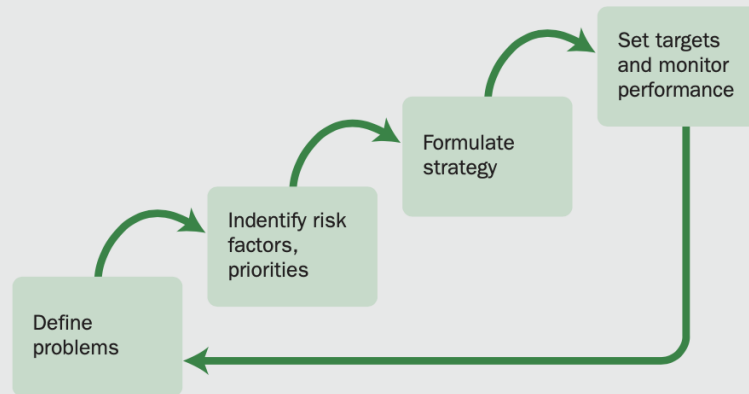 Define
problems
Indentify risk
factors,
priorities
Formulate
strategy
Set targets
and monitor
performance